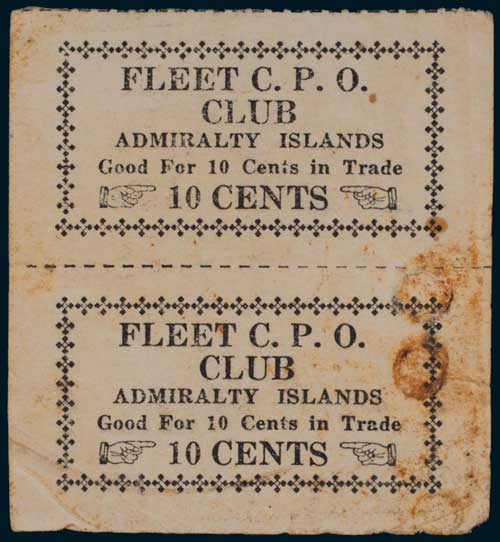 FLEET C. P. O.
CLUB
ADMIRALTY ISLANDS
Good For 10 Cents in Trade
10 CENTS
FLEET C. P. O.
CLUB
ADMIRALTY ISLANDS
Good For 10 Cents in Trade
10 CENTS